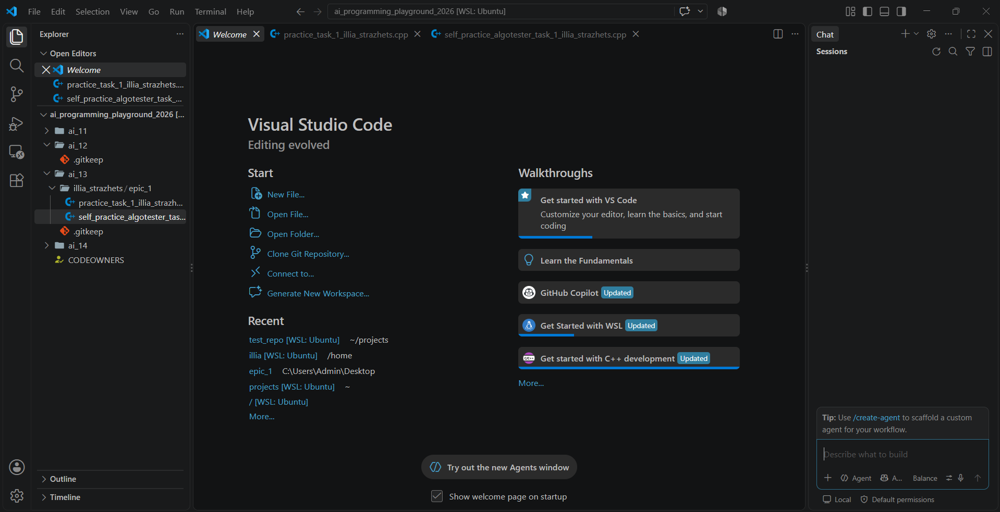 File Edit Selection View Go Run Terminal Help
ai_programming_playground_2026 [WSL: Ubuntu]
Explorer
Open Editors
Welcome
practice_task_1_illia_strazhets....
self_practice_algotester_task_...
ai_programming_playground_2026 [...
ai_11
ai_12
.gitkeep
ai_13
illia_strazhets / epic_1
practice_task_1_illia_strazh...
self_practice_algotester_tas...
.gitkeep
ai_14
CODEOWNERS
Outline
Timeline
Welcome
practice_task_1_illia_strazhets.cpp
self_practice_algotester_task_1_illia_strazhets.cpp
Visual Studio Code
Editing evolved
Start
New File...
Open File...
Open Folder...
Clone Git Repository...
Connect to...
Generate New Workspace...
Recent
test_repo [WSL: Ubuntu] ~/projects
illia [WSL: Ubuntu] /home
epic_1 C:\Users\Admin\Desktop
projects [WSL: Ubuntu] ~
/ [WSL: Ubuntu]
More...
Walkthroughs
Get started with VS Code
Customize your editor, learn the basics, and start
coding
Learn the Fundamentals
GitHub Copilot Updated
Get Started with WSL Updated
C/C++ Get started with C++ development Updated
More...
Try out the new Agents window
Show welcome page on startup
Chat
Sessions
Tip: Use /create-agent to scaffold a custom
agent for your workflow.
Describe what to build
Agent A... Balance
Local Default permissions